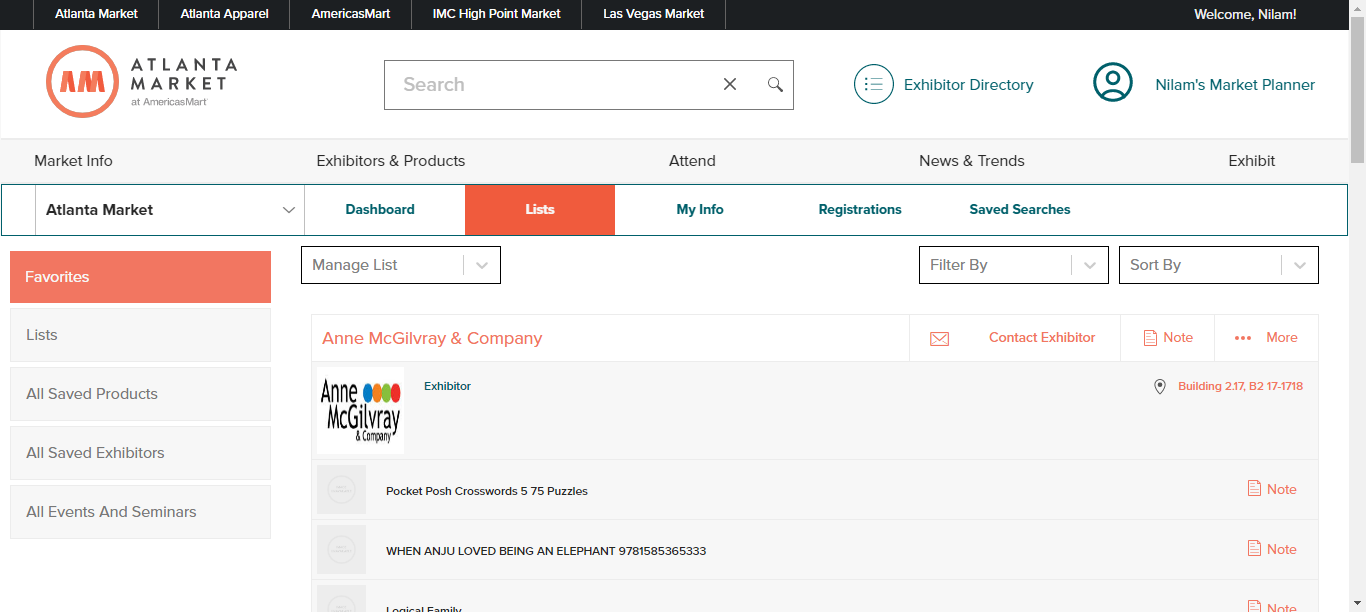 Atlanta Market Atlanta Apparel AmericasMart IMC High Point Market Las Vegas Market Welcome, Nilam!
AM ATLANTA MARKET at AmericasMart
Search
Exhibitor Directory
Nilam's Market Planner
Market Info Exhibitors & Products Attend News & Trends Exhibit
Atlanta Market Dashboard Lists My Info Registrations Saved Searches
Favorites
Lists
All Saved Products
All Saved Exhibitors
All Events And Seminars
Manage List Filter By Sort By
Anne McGilvray & Company Contact Exhibitor Note More
Anne
McGilvray
& Company
Exhibitor Building 2.17, B2 17-1718
Pocket Posh Crosswords 5 75 Puzzles Note
WHEN ANJU LOVED BEING AN ELEPHANT 9781585365333 Note
Logical Family Note